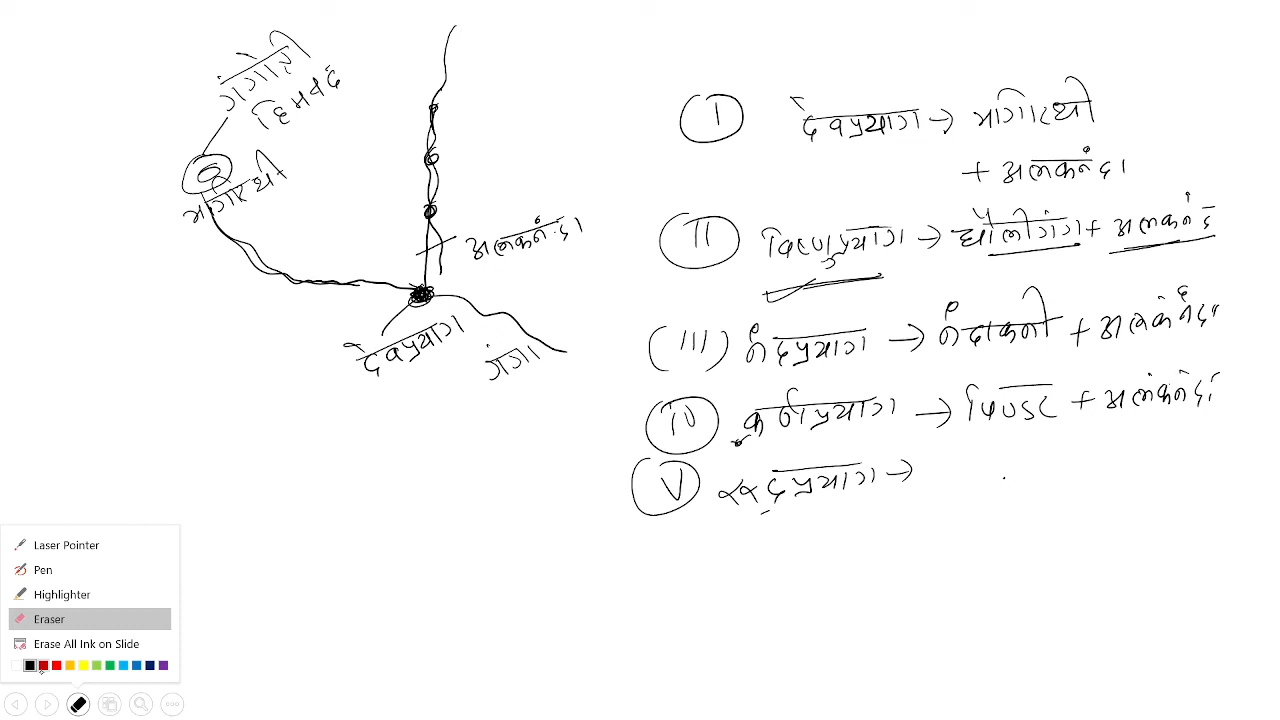 गंगोत्री
हिमनद
भागिरथी
अलकनंदा
देवप्रयाग
गंगा
I देवप्रयाग → भागिरथी
+ अलकनंदा
II विष्णुप्रयाग → धौलीगंगा + अलकनंदा
(III) नंदप्रयाग → नंदाकनी + अलकनंदा
IV कर्णप्रयाग → पिण्डर + अलकनंदा
V रुद्रप्रयाग →
Laser Pointer
Pen
Highlighter
Eraser
Erase All Ink on Slide